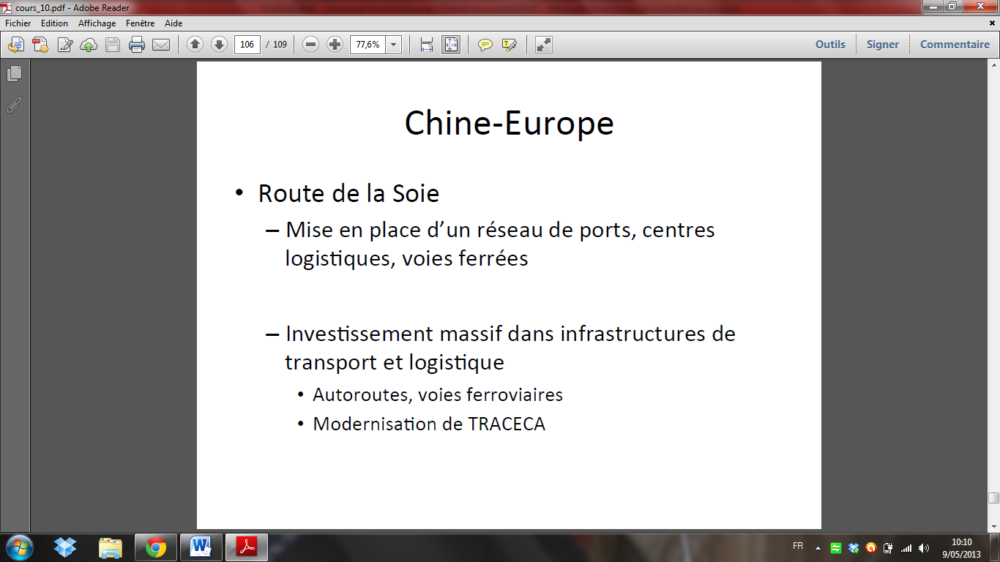 cours_10.pdf - Adobe Reader
Fichier Edition Affichage Fenêtre Aide
106 / 109 77,6% Outils Signer Commentaire
Chine-Europe
• Route de la Soie
– Mise en place d’un réseau de ports, centres
logistiques, voies ferrées
– Investissement massif dans infrastructures de
transport et logistique
• Autoroutes, voies ferroviaires
• Modernisation de TRACECA
FR
10:10
9/05/2013